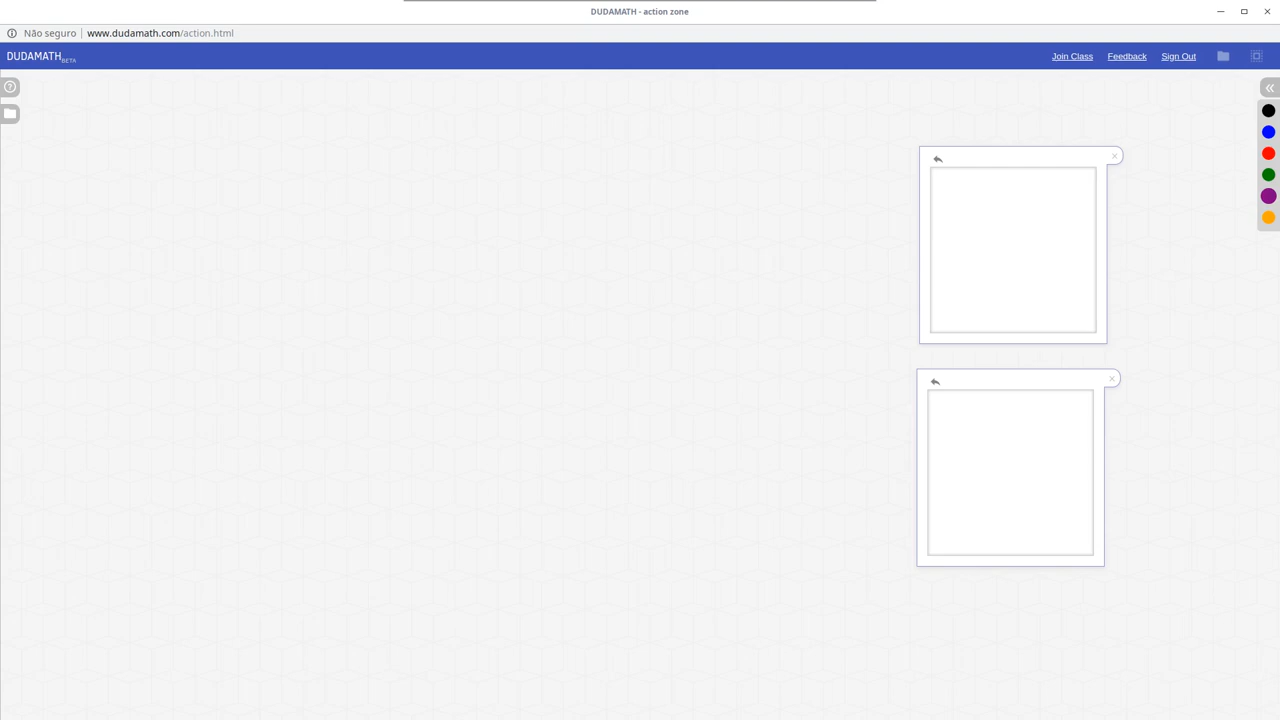 DUDAMATH - action zone
Não seguro www.dudamath.com/action.html
DUDAMATH BETA Join Class Feedback Sign Out